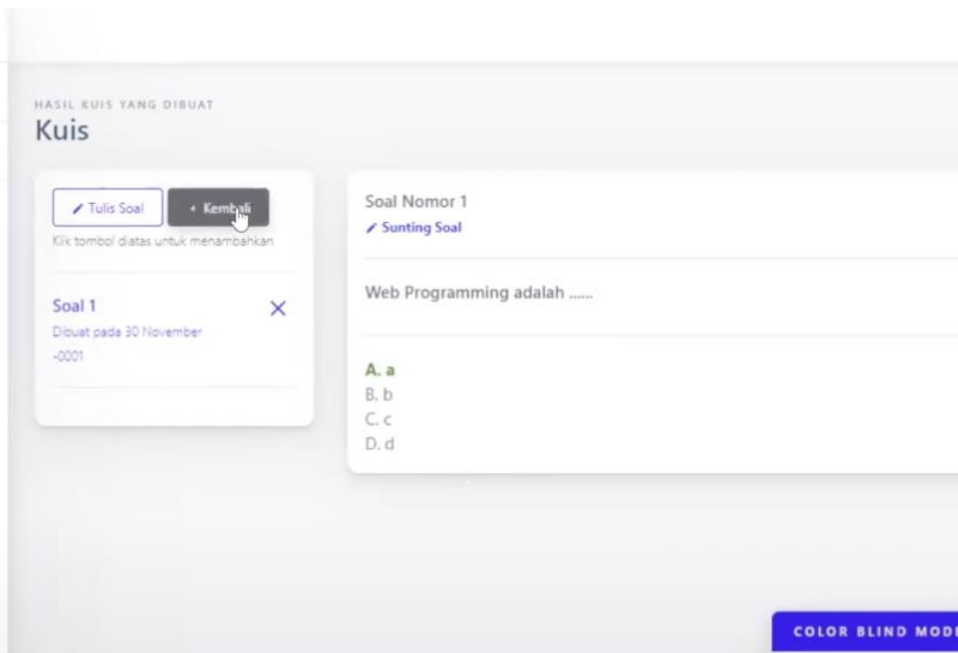 HASIL KUIS YANG DIBUAT
Kuis
Tulis Soal
Kembali
Klik tombol diatas untuk menambahkan
Soal 1
Dibuat pada 30 November
-0001
Soal Nomor 1
Sunting Soal
Web Programming adalah ......
A. a
B. b
C. c
D. d
COLOR BLIND MODE